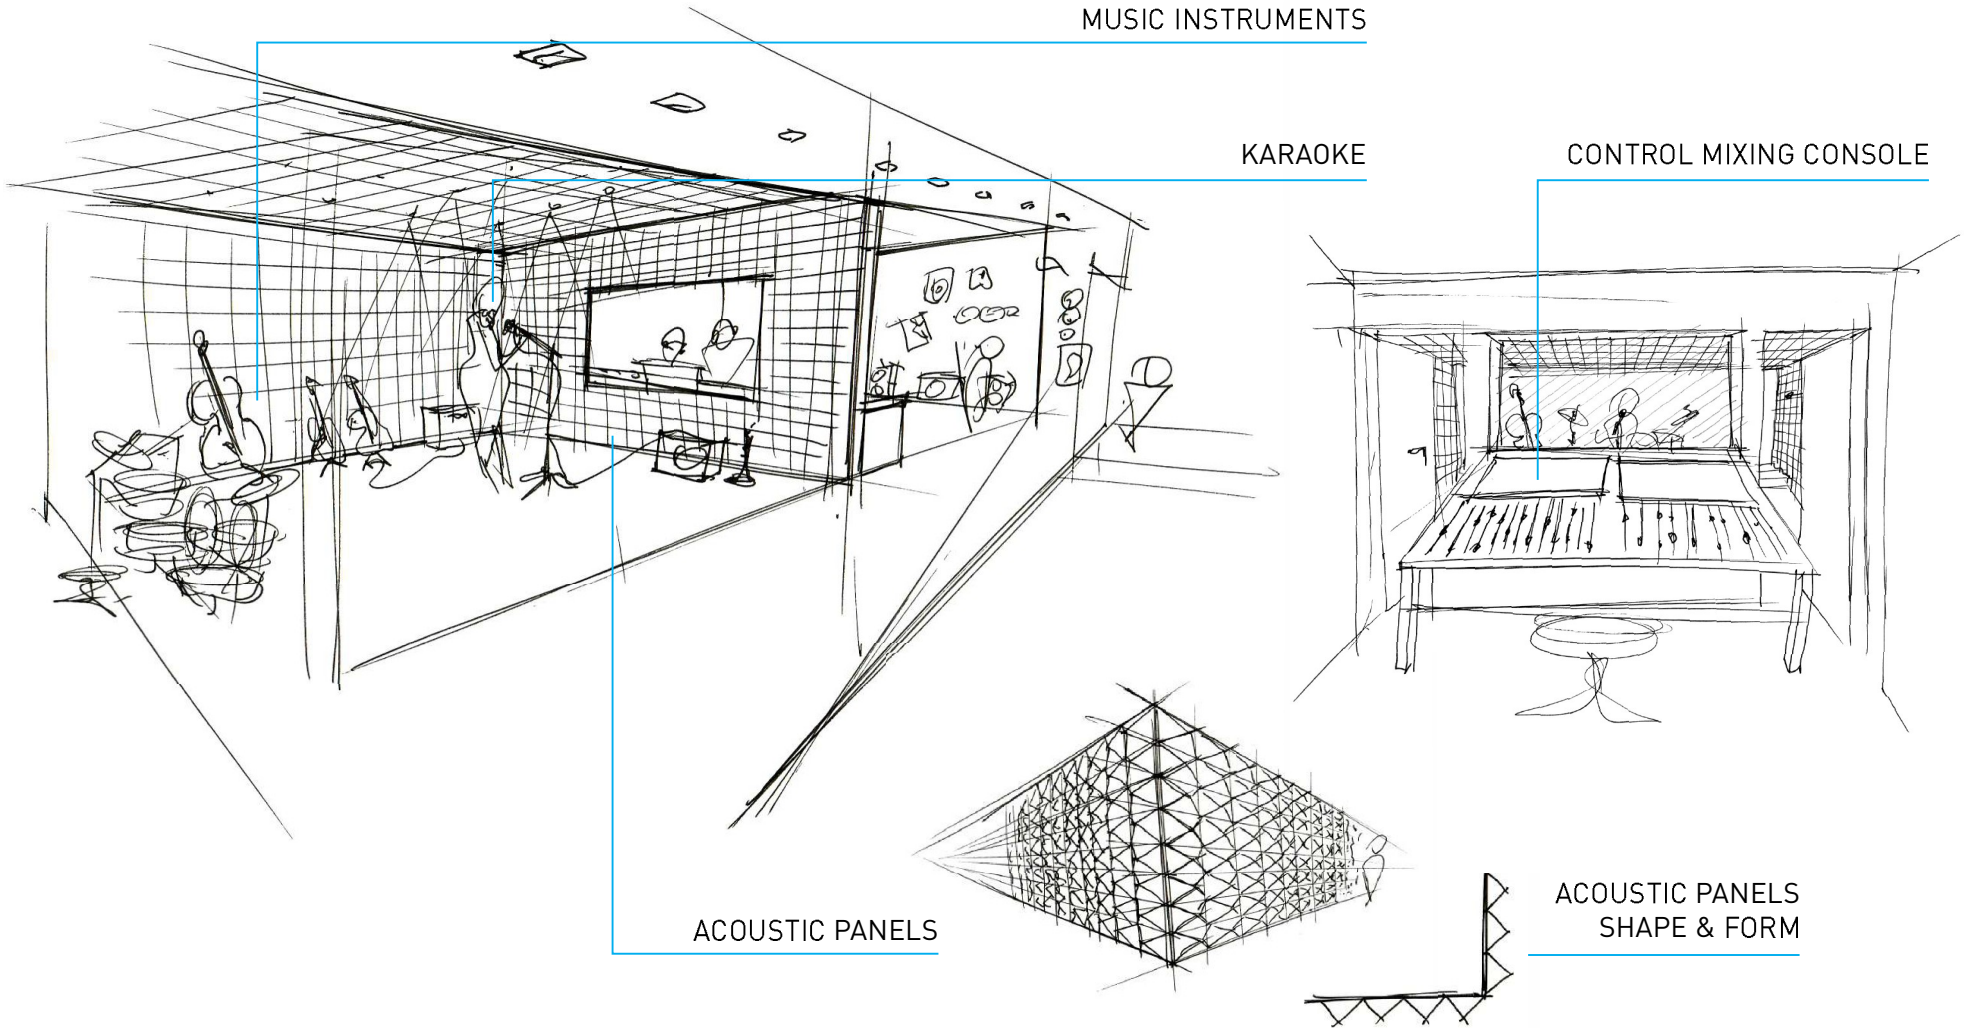 MUSIC INSTRUMENTS
KARAOKE
CONTROL MIXING CONSOLE
ACOUSTIC PANELS
ACOUSTIC PANELS
SHAPE & FORM